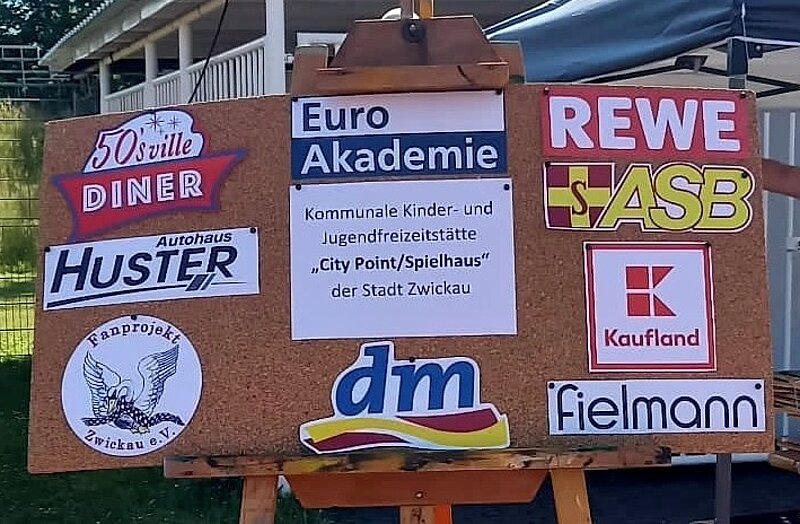 50's ville
DINER
Autohaus
HUSTER
Fanprojekt
Zwickau e.V.
Euro
Akademie
Kommunale Kinder- und
Jugendfreizeitstätte
„City Point/Spielhaus“
der Stadt Zwickau
dm
REWE
S ASB
K
Kaufland
fielmann